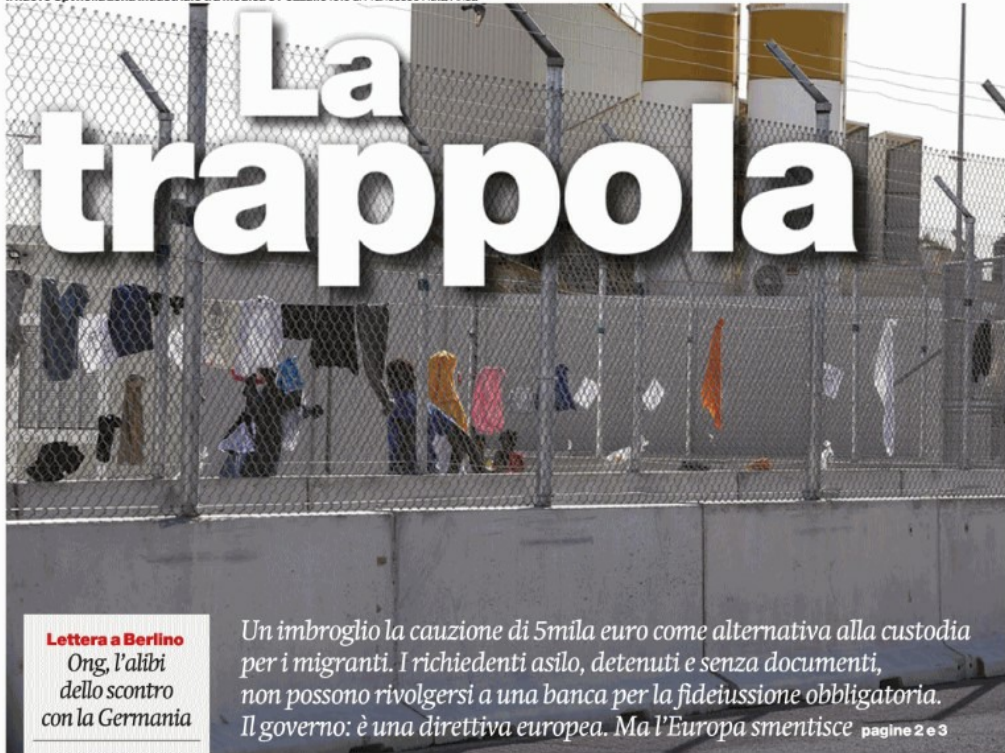 La
trappola
Lettera a Berlino
Ong, l'alibi
dello scontro
con la Germania
Un imbroglio la cauzione di 5mila euro come alternativa alla custodia
per i migranti. I richiedenti asilo, detenuti e senza documenti,
non possono rivolgersi a una banca per la fideiussione obbligatoria.
Il governo: è una direttiva europea. Ma l'Europa smentisce pagine 2 e 3